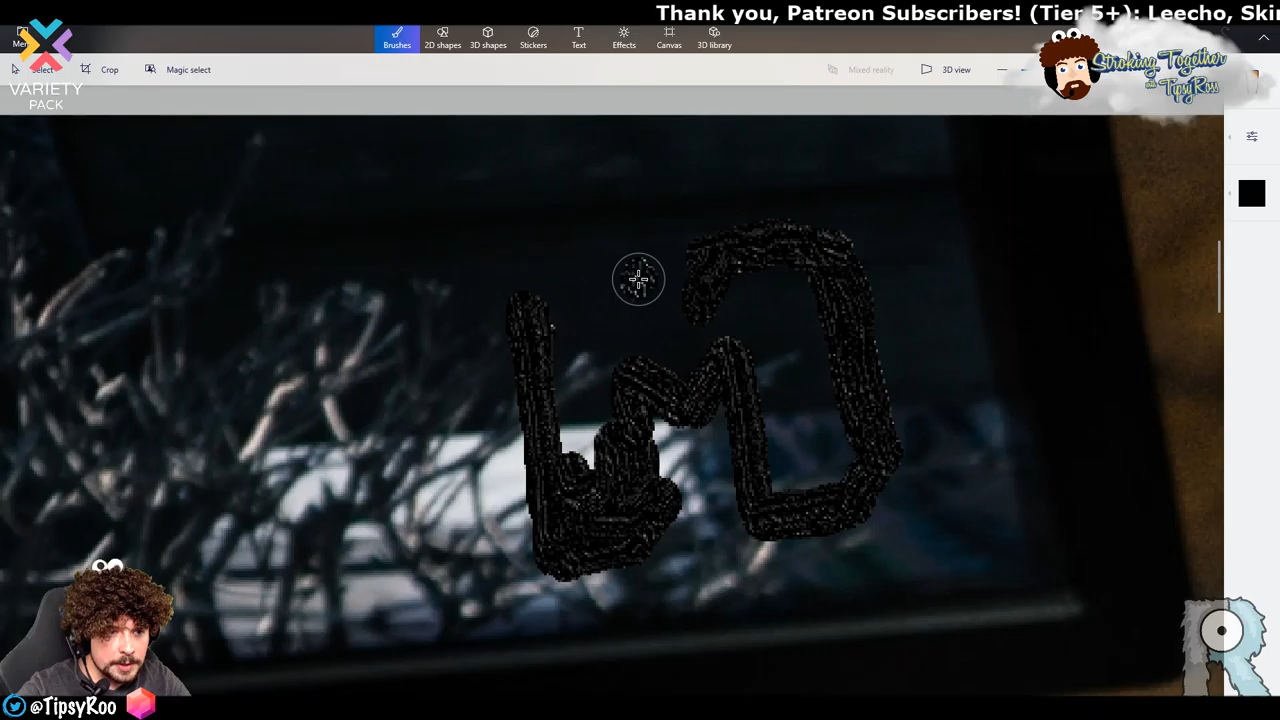 Thank you, Patreon Subscribers! (Tier 5+): Leecho, Ski
Brushes
2D shapes
3D shapes
Stickers
Text
Effects
Canvas
3D library
Select
Crop
Magic select
Mixed reality
3D view
VARIETY
PACK
Stroking Together
with TipsyRoss
@TipsyRoo